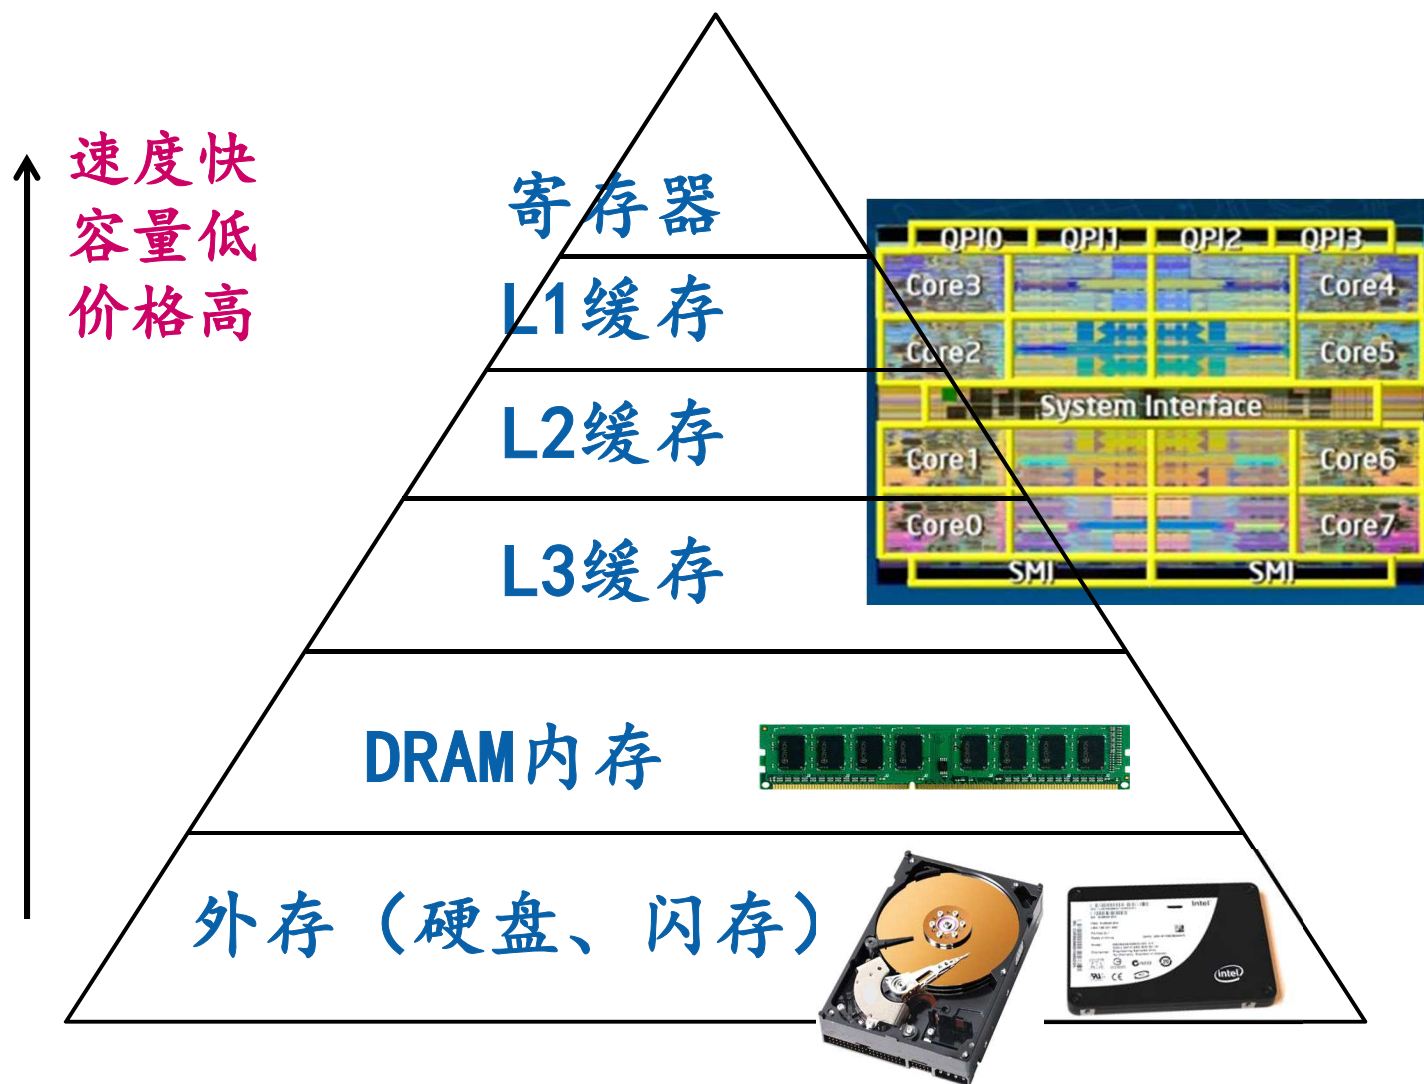 速度快
容量低
价格高
寄存器
L1缓存
L2缓存
L3缓存
DRAM内存
外存（硬盘、闪存）
QPI0 QPI1 QPI2 QPI3
Core3 Core4
Core2 Core5
System Interface
Core1 Core6
Core0 Core7
SMI SMI
intel
intel